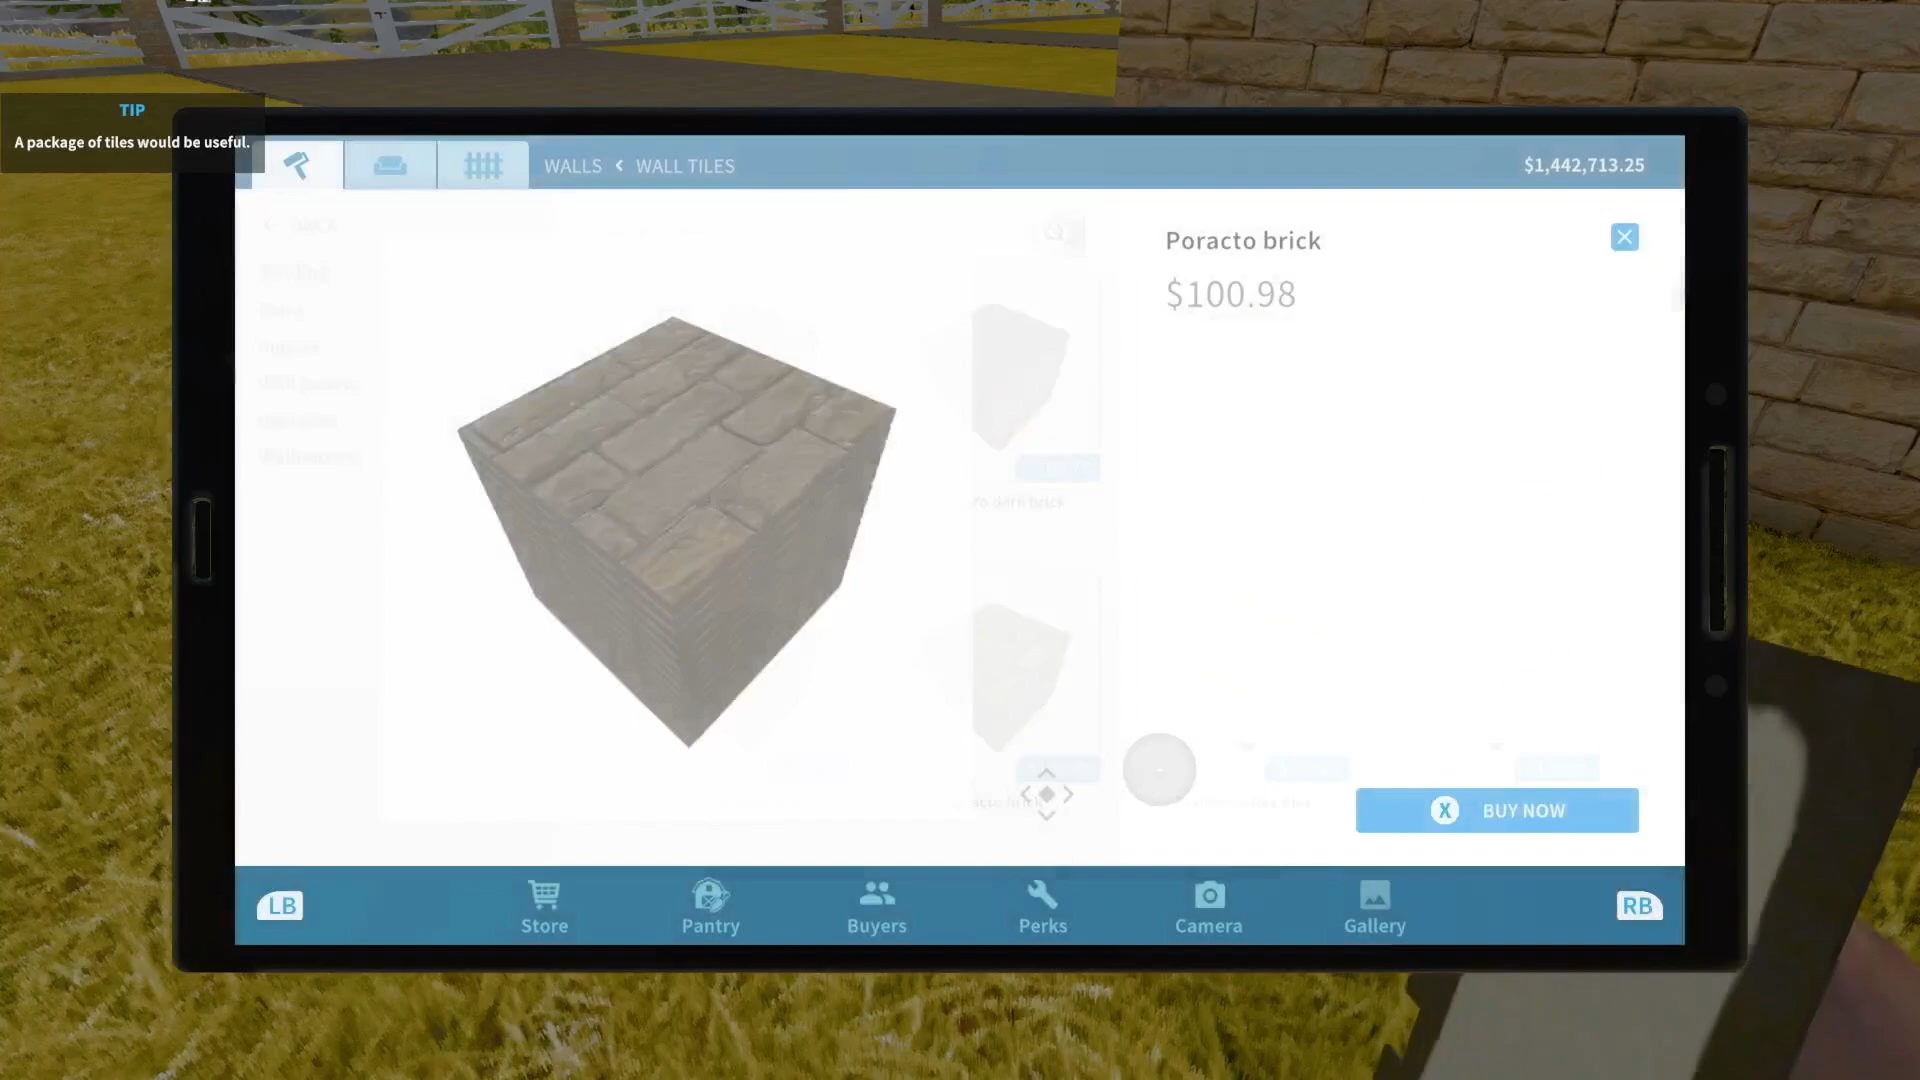 TIP
A package of tiles would be useful.
WALLS < WALL TILES
$1,442,713.25
BACK
Poracto brick
$100.98
X BUY NOW
LB
Store
Pantry
Buyers
Perks
Camera
Gallery
RB